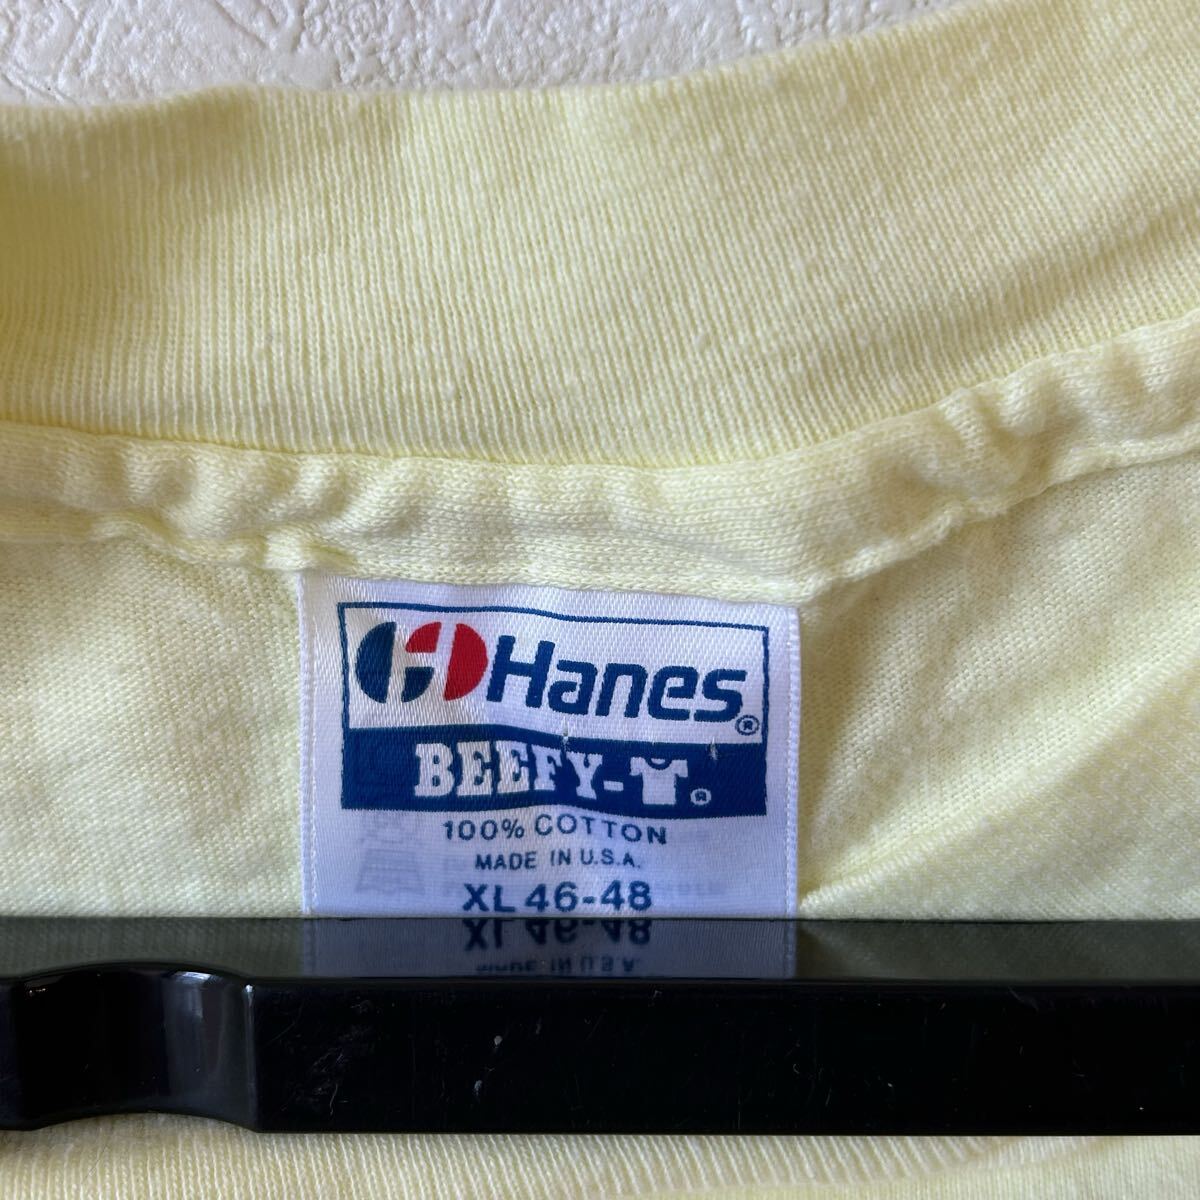 Hanes®
BEEFY-T®
100% COTTON
MADE IN U.S.A.
XL 46-48